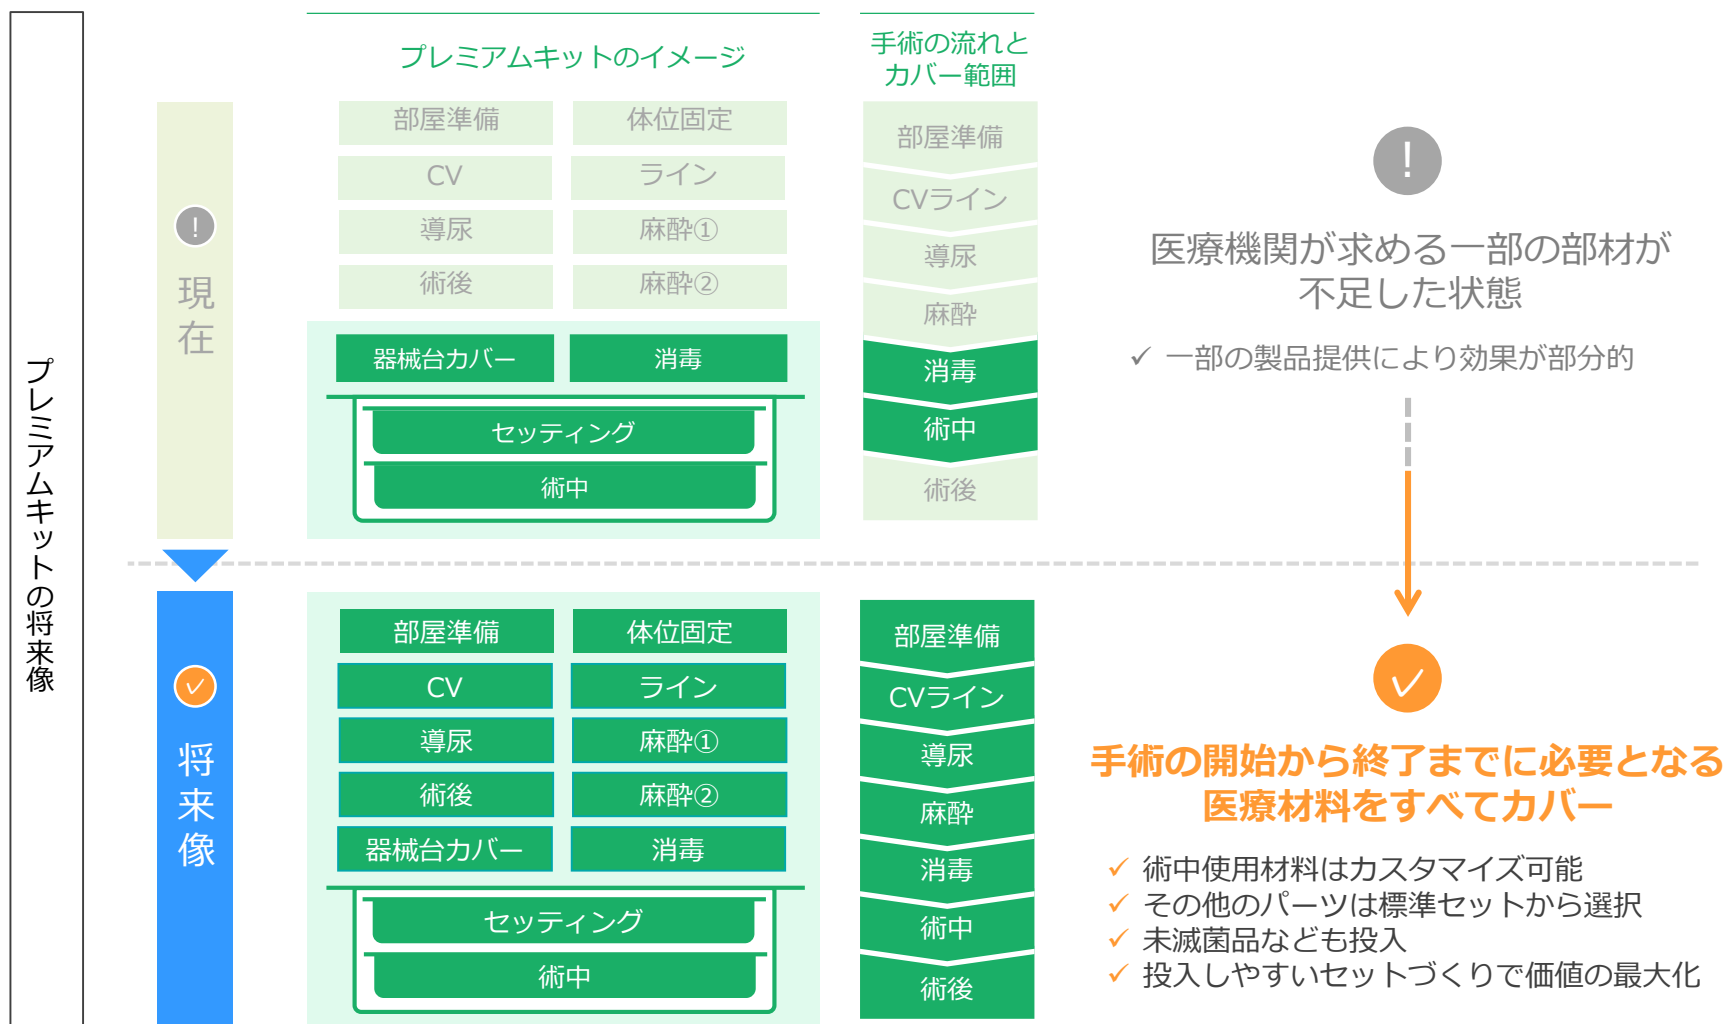 プレミアムキットの将来像
プレミアムキットのイメージ
手術の流れと
カバー範囲
!
現在
部屋準備
体位固定
CV
ライン
導尿
麻酔①
術後
麻酔②
器械台カバー
消毒
セッティング
術中
部屋準備
CVライン
導尿
麻酔
消毒
術中
術後
!
医療機関が求める一部の部材が
不足した状態
✓ 一部の製品提供により効果が部分的
✓
将来像
部屋準備
体位固定
CV
ライン
導尿
麻酔①
術後
麻酔②
器械台カバー
消毒
セッティング
術中
部屋準備
CVライン
導尿
麻酔
消毒
術中
術後
✓
手術の開始から終了までに必要となる
医療材料をすべてカバー
✓ 術中使用材料はカスタマイズ可能
✓ その他のパーツは標準セットから選択
✓ 未滅菌品なども投入
✓ 投入しやすいセットづくりで価値の最大化